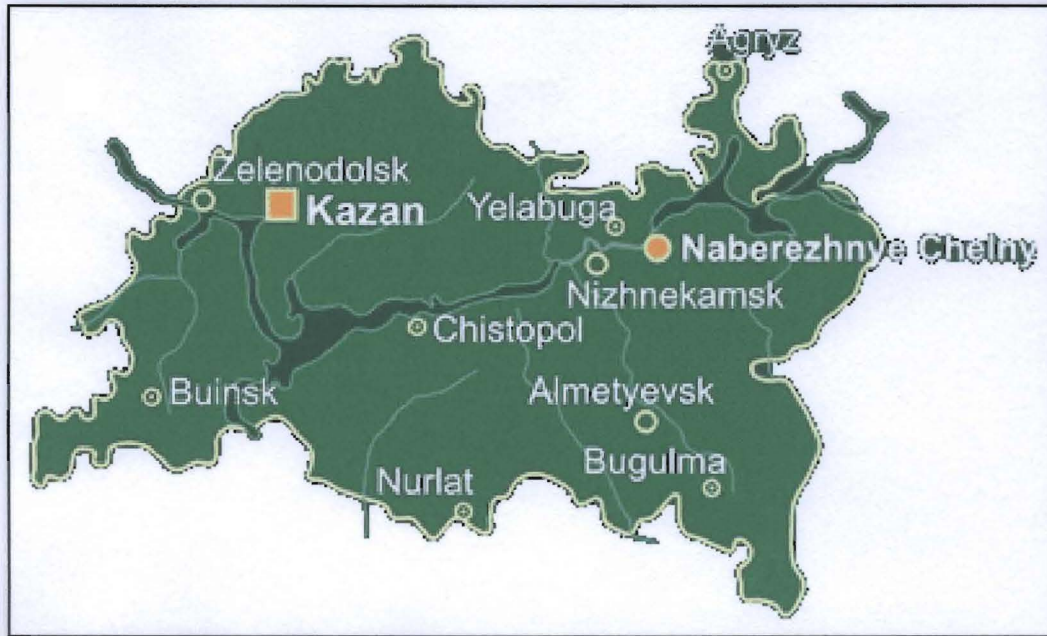 Agryz
Zelenodolsk
Kazan
Yelabuga
Naberezhnye Chelny
Nizhnekamsk
Chistopol
Buinsk
Almetyevsk
Bugulma
Nurlat